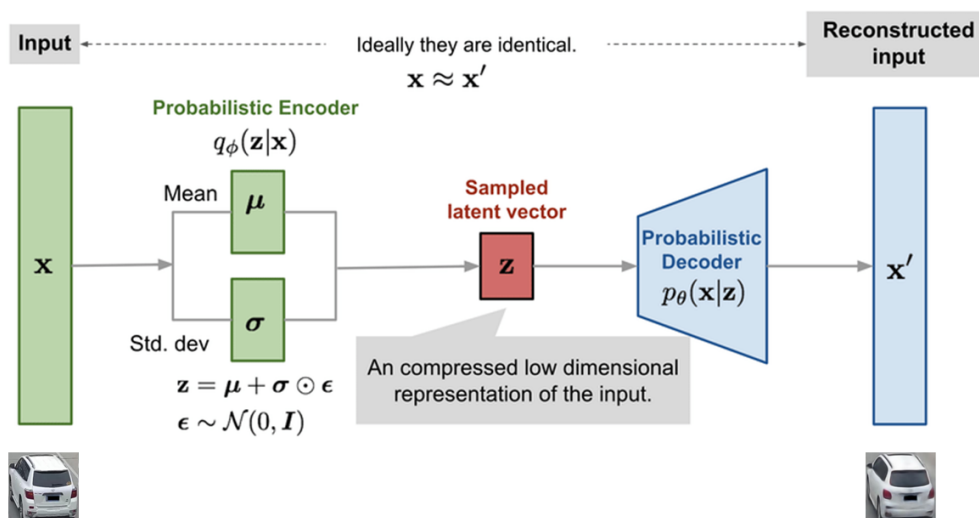 Input
Ideally they are identical.
x ≈ x′
Reconstructed
input
Probabilistic Encoder
qϕ(z|x)
Mean
μ
Sampled
latent vector
x
z
Probabilistic
Decoder
pθ(x|z)
x′
σ
Std. dev
z = μ + σ ⊙ ϵ
ϵ ∼ 𝒩(0, I)
An compressed low dimensional
representation of the input.